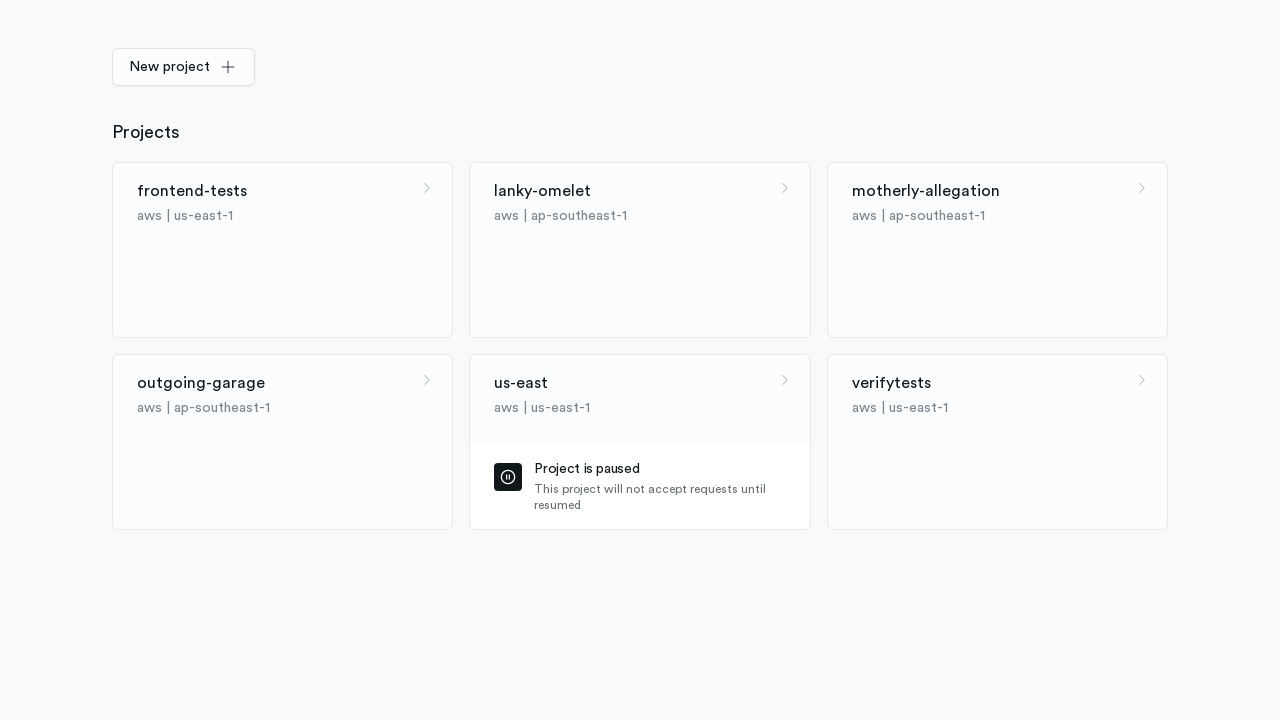 New project
Projects
frontend-tests
aws | us-east-1
lanky-omelet
aws | ap-southeast-1
motherly-allegation
aws | ap-southeast-1
outgoing-garage
aws | ap-southeast-1
us-east
aws | us-east-1
Project is paused
This project will not accept requests until
resumed
verifytests
aws | us-east-1